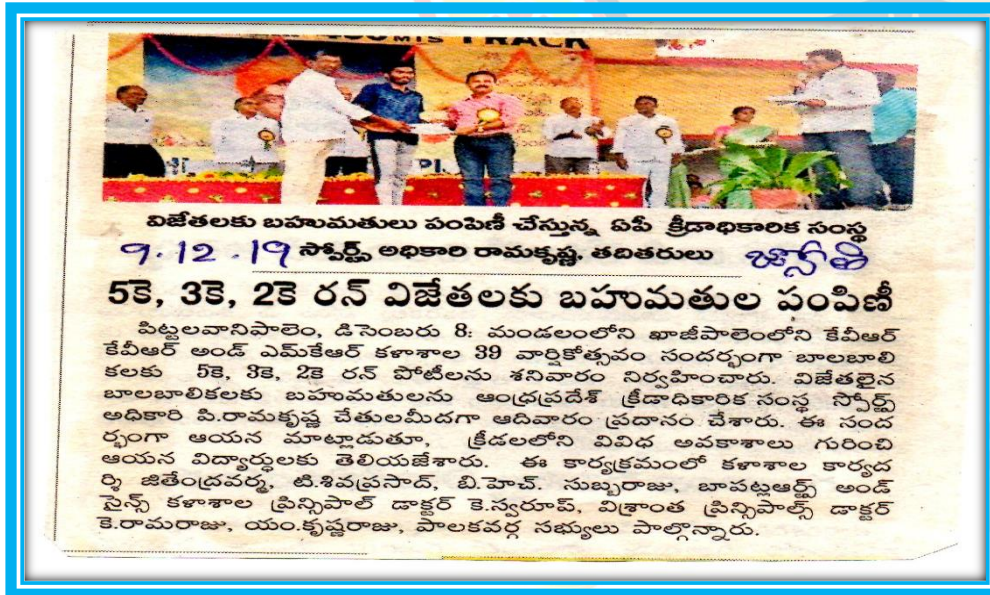 400MTS TRACK
విజేతలకు బహుమతులు పంపిణీ చేస్తున్న ఏపీ క్రీడాధికారిక సంస్థ
9.12.19 స్పోర్ట్స్ అధికారి రామకృష్ణ, తదితరులు జ్యోతి
5కె, 3కె, 2కె రన్ విజేతలకు బహుమతుల పంపిణీ
పిట్టలవానిపాలెం, డిసెంబరు 8: మండలంలోని ఖాజీపాలెంలోని కేవీఆర్
కేవీఆర్ అండ్ ఎమ్‌కేఆర్ కళాశాల 39 వార్షికోత్సవం సందర్భంగా బాలబాలి
కలకు 5కె, 3కె, 2కె రన్ పోటీలను శనివారం నిర్వహించారు. విజేతలైన
బాలబాలికలకు బహుమతులను ఆంధ్రప్రదేశ్ క్రీడాధికారిక సంస్థ స్పోర్ట్స్
అధికారి పి.రామకృష్ణ చేతులమీదగా ఆదివారం ప్రదానం చేశారు. ఈ సంద
ర్భంగా ఆయన మాట్లాడుతూ, క్రీడలలోని వివిధ అవకాశాలు గురించి
ఆయన విద్యార్థులకు తెలియజేశారు. ఈ కార్యక్రమంలో కళాశాల కార్యద
ర్శి జితేంద్రవర్మ, టి.శివప్రసాద్, బి.హెచ్. సుబ్బరాజు, బాపట్లఆర్ట్స్ అండ్
సైన్స్ కళాశాల ప్రిన్సిపాల్ డాక్టర్ కె.స్వరూప్, విశ్రాంత ప్రిన్సిపాల్స్ డాక్టర్
కె.రామరాజు, యం.కృష్ణరాజు, పాలకవర్గ సభ్యులు పాల్గొన్నారు.